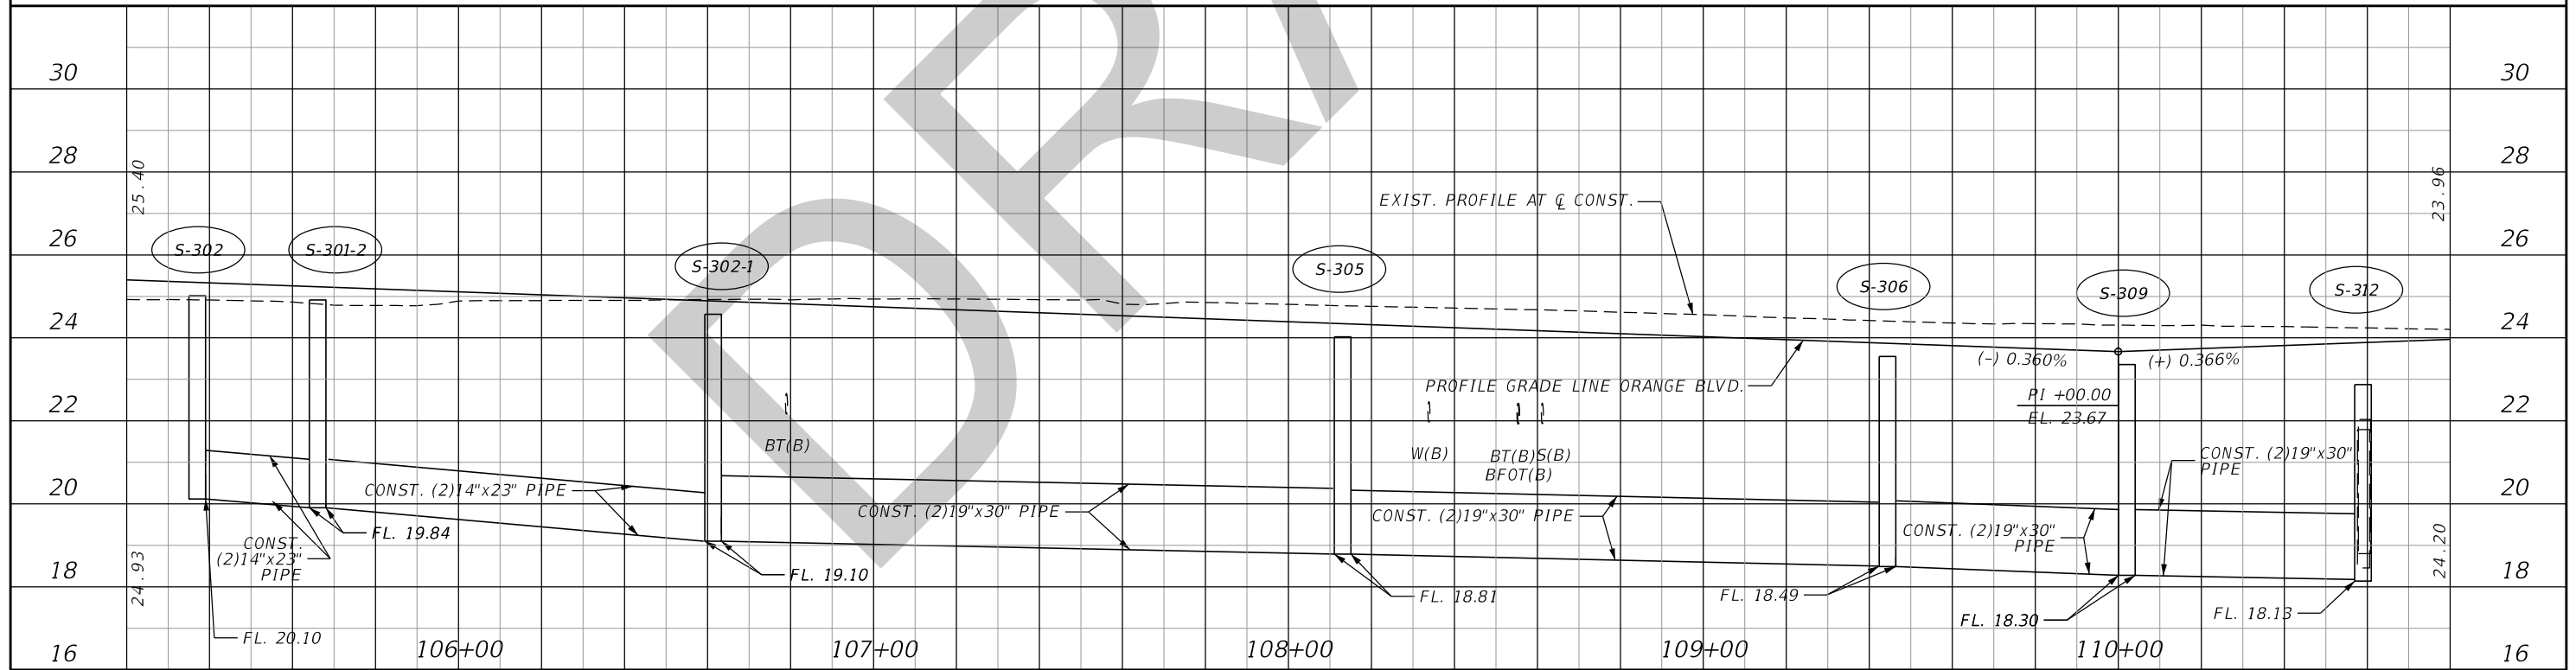 30
30
28
28
25.40
23.96
EXIST. PROFILE AT ℄ CONST.
26
26
S-302
S-301-2
S-302-1
S-305
S-306
S-309
S-312
24
24
(-) 0.360%
(+) 0.366%
PROFILE GRADE LINE ORANGE BLVD.
PI +00.00
EL. 23.67
22
22
BT(B)
W(B)
BT(B)S(B)
BFOT(B)
CONST. (2)19"x30"
PIPE
20
20
CONST. (2)14"x23" PIPE
CONST. (2)19"x30" PIPE
CONST. (2)19"x30" PIPE
CONST. (2)19"x30"
PIPE
FL. 19.84
CONST.
(2)14"x23"
PIPE
24.93
24.20
18
18
FL. 19.10
FL. 18.81
FL. 18.49
FL. 18.30
FL. 18.13
FL. 20.10
16
106+00
107+00
108+00
109+00
110+00
16